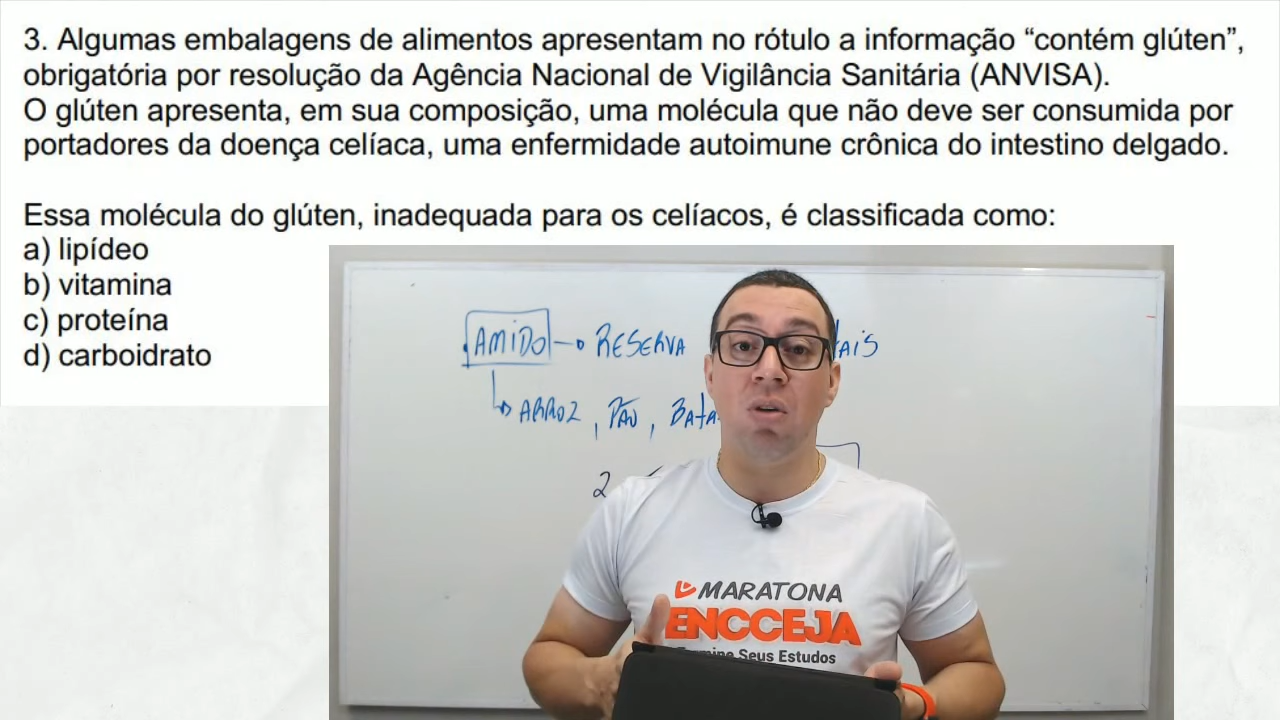 3. Algumas embalagens de alimentos apresentam no rótulo a informação “contém glúten”,
obrigatória por resolução da Agência Nacional de Vigilância Sanitária (ANVISA).
O glúten apresenta, em sua composição, uma molécula que não deve ser consumida por
portadores da doença celíaca, uma enfermidade autoimune crônica do intestino delgado.
Essa molécula do glúten, inadequada para os celíacos, é classificada como:
a) lipídeo
b) vitamina
c) proteína
d) carboidrato
AMIDO → RESERVA
ARROZ, PÃO,
2
MARATONA
ENCCEJA
Seus Estudos